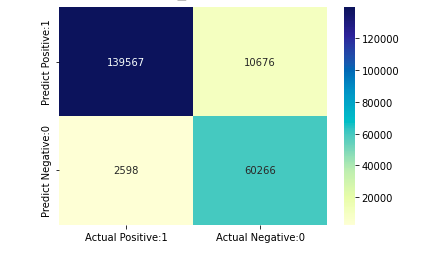 Predict Positive:1
139567
10676
Predict Negative:0
2598
60266
Actual Positive:1
Actual Negative:0
120000
100000
80000
60000
40000
20000